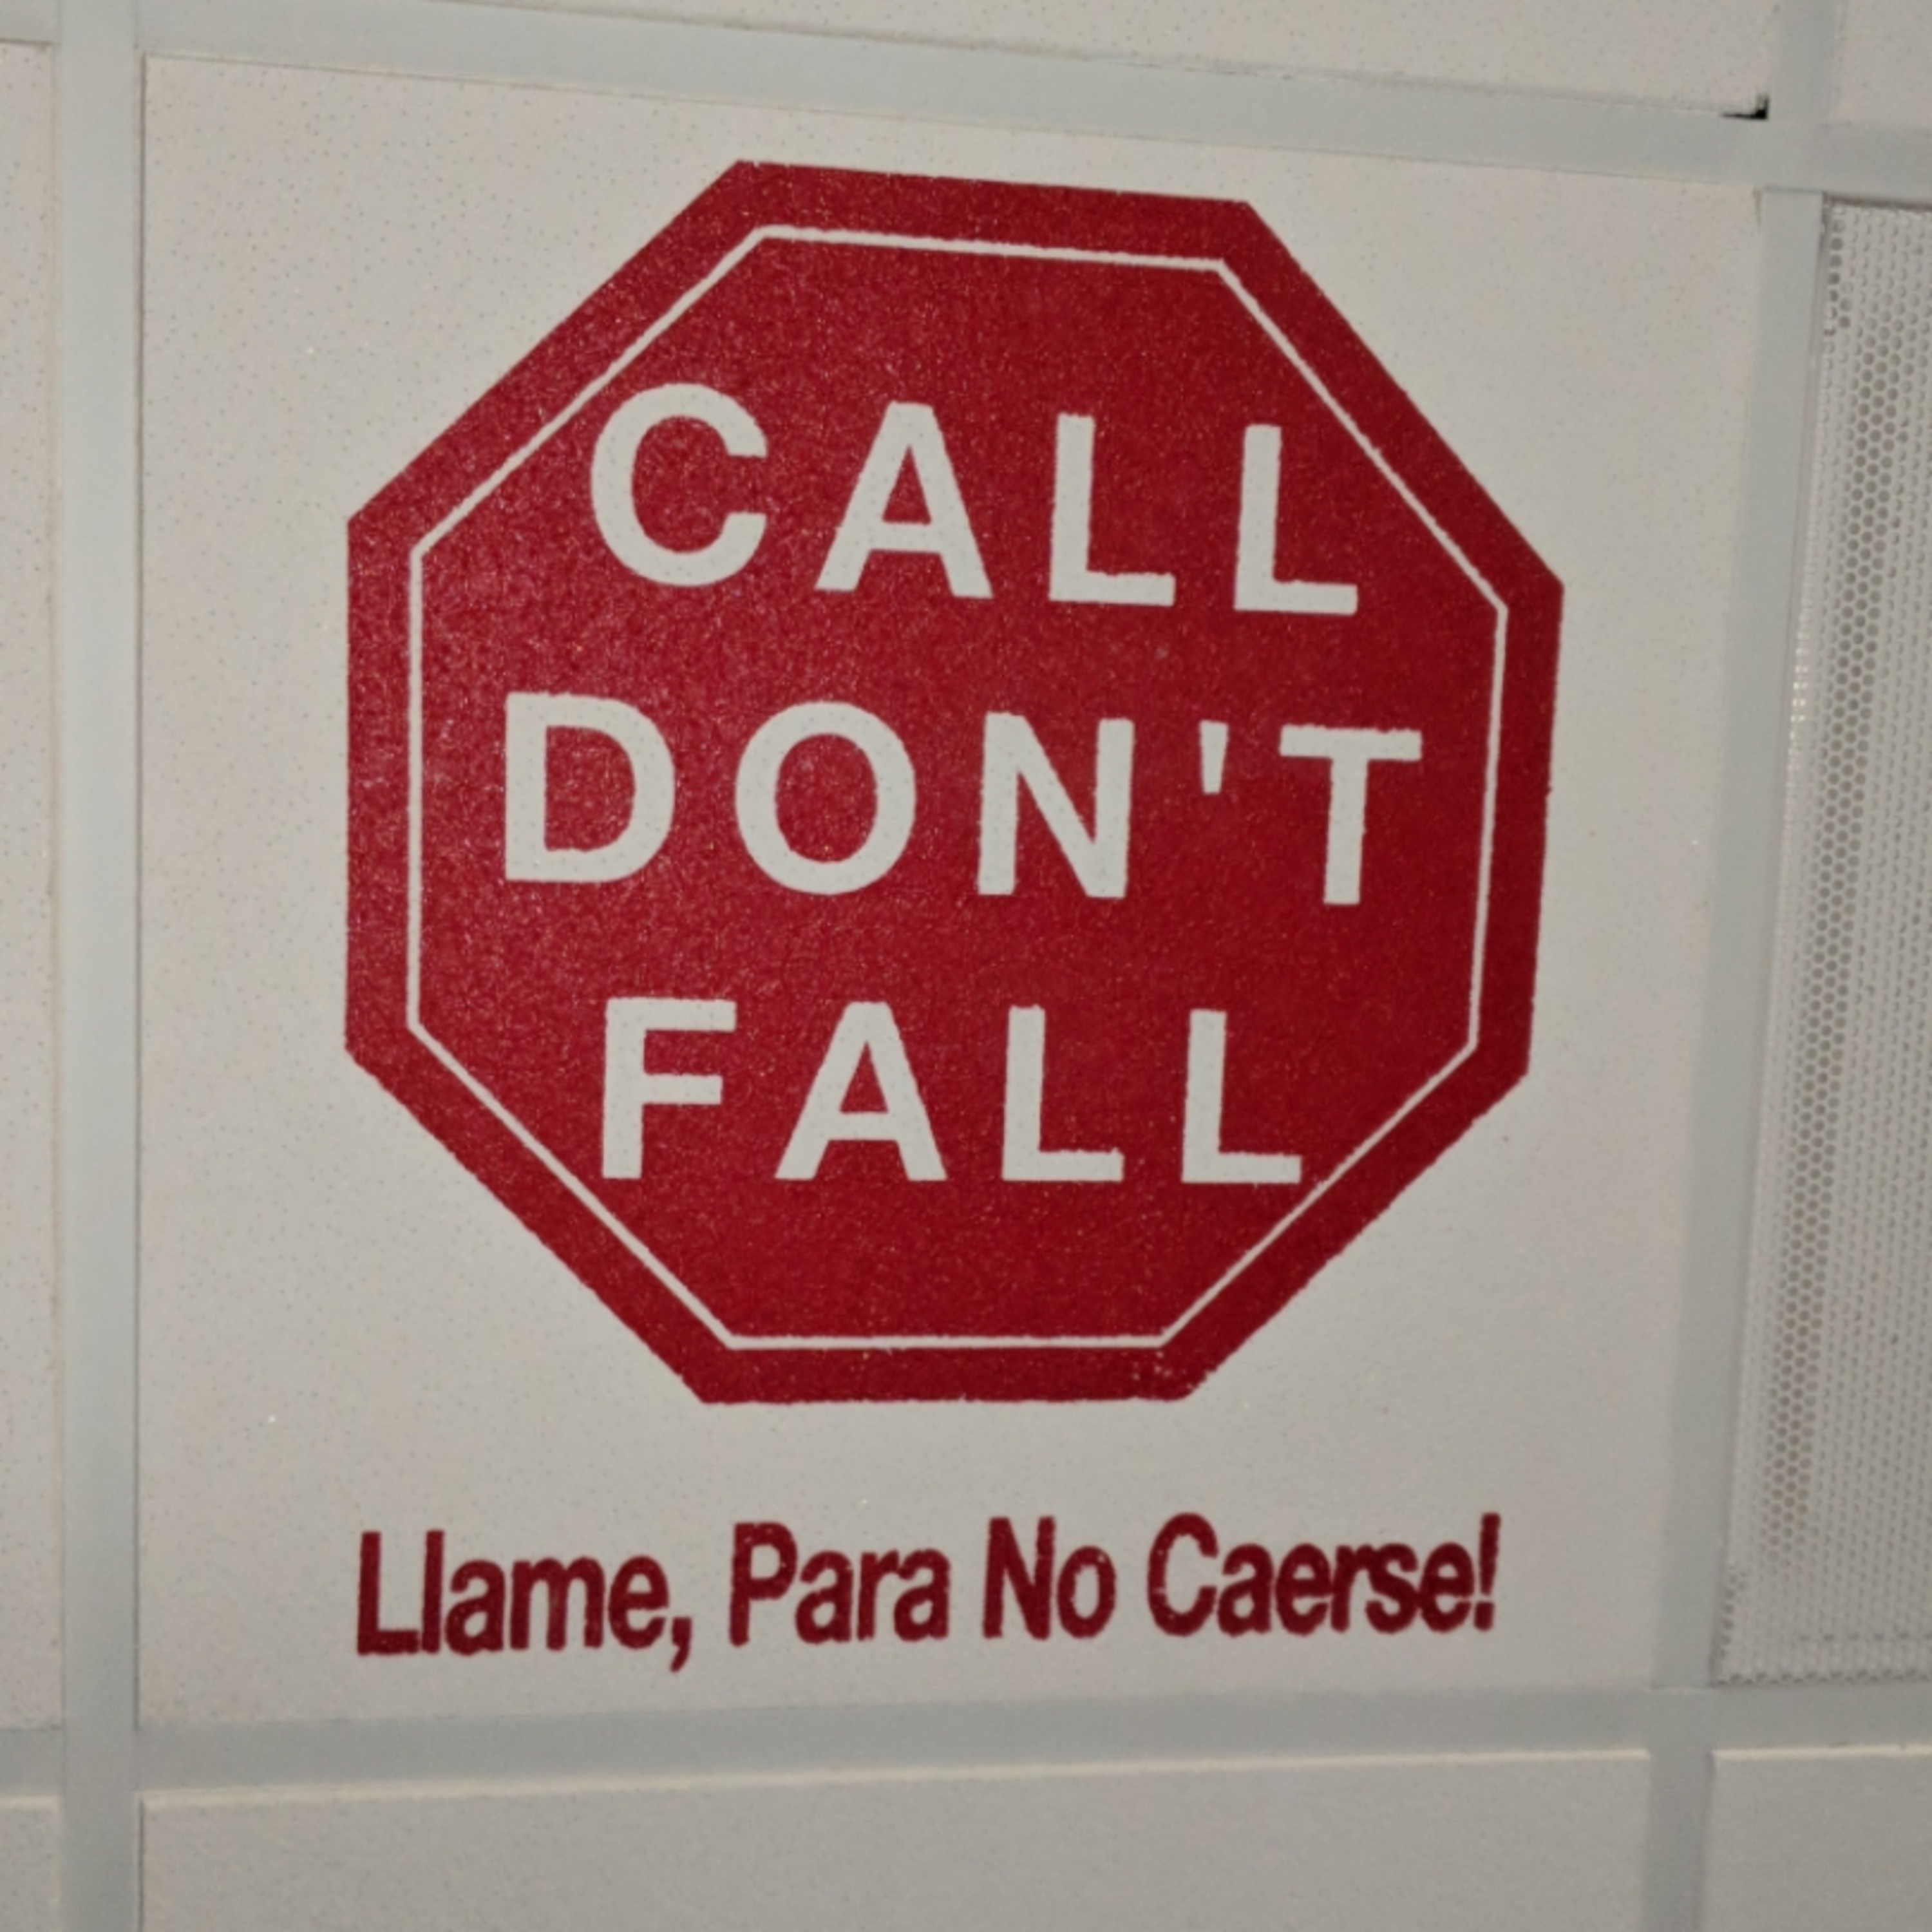 CALL
DON'T
FALL
Llame, Para No Caerse!